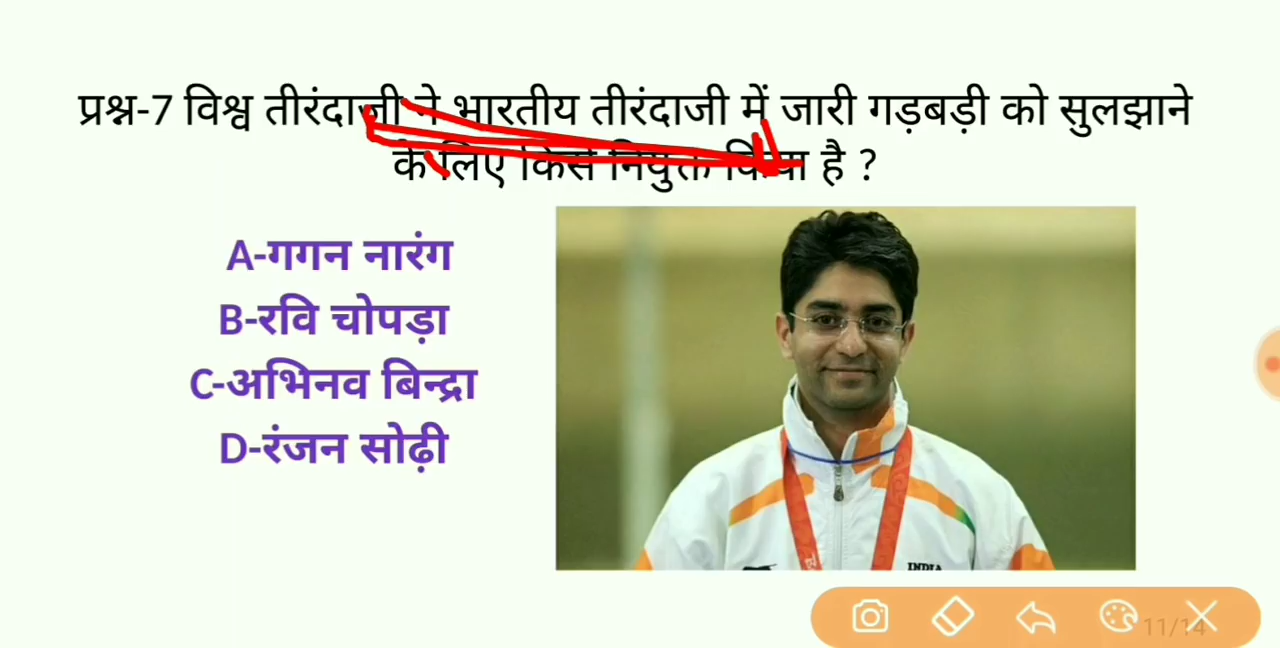 प्रश्न-7 विश्व तीरंदाजी ने भारतीय तीरंदाजी में जारी गड़बड़ी को सुलझाने
के लिए किसे नियुक्त किया है ?
A-गगन नारंग
B-रवि चोपड़ा
C-अभिनव बिन्द्रा
D-रंजन सोढ़ी
INDIA
11/14